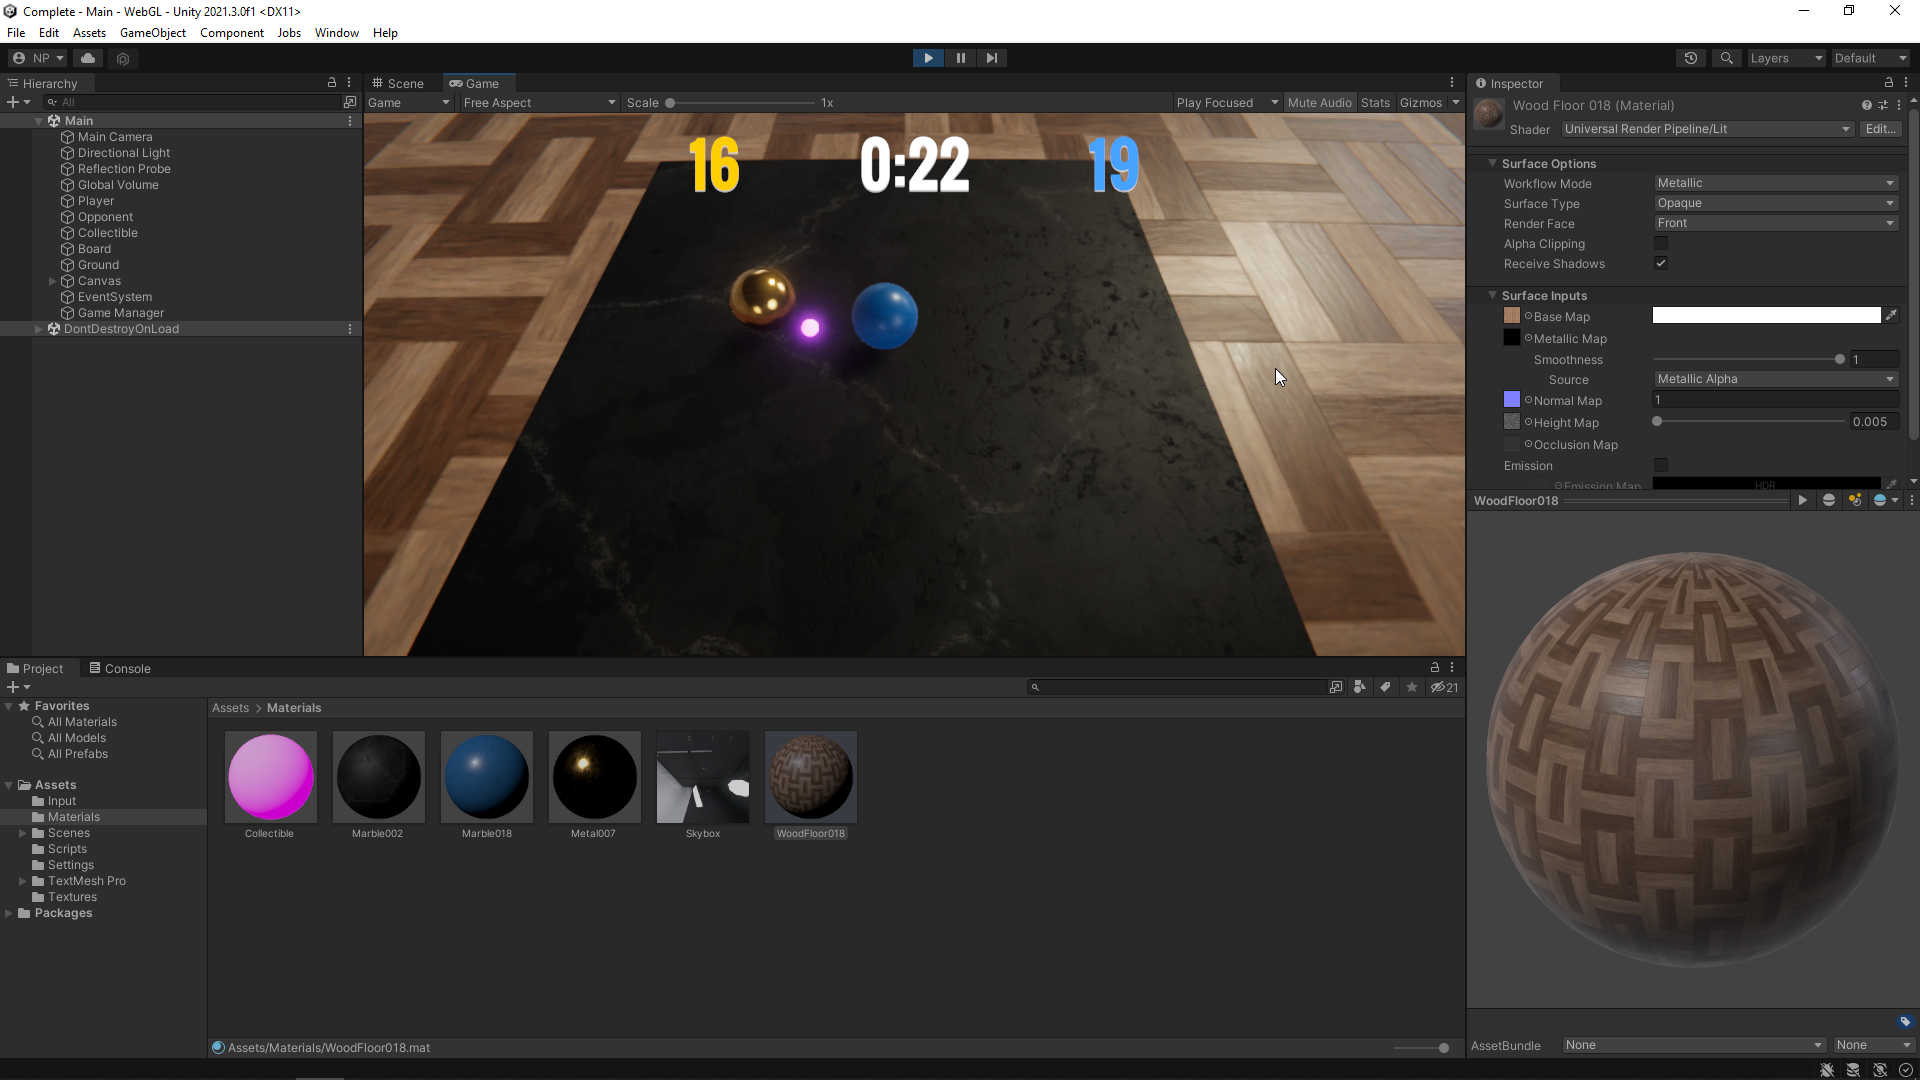 Complete - Main - WebGL - Unity 2021.3.0f1 <DX11>
File Edit Assets GameObject Component Jobs Window Help
NP Layers Default
Hierarchy
All
Main
Main Camera
Directional Light
Reflection Probe
Global Volume
Player
Opponent
Collectible
Board
Ground
Canvas
EventSystem
Game Manager
DontDestroyOnLoad
Scene Game
Game Free Aspect Scale 1x Play Focused Mute Audio Stats Gizmos
16 0:22 19
Inspector
Wood Floor 018 (Material)
Shader Universal Render Pipeline/Lit Edit...
Surface Options
Workflow Mode Metallic
Surface Type Opaque
Render Face Front
Alpha Clipping
Receive Shadows
Surface Inputs
Base Map
Metallic Map
Smoothness 1
Source Metallic Alpha
Normal Map 1
Height Map 0.005
Occlusion Map
Emission
Emission Map HDR
WoodFloor018
Project Console
21
Favorites
All Materials
All Models
All Prefabs
Assets
Input
Materials
Scenes
Scripts
Settings
TextMesh Pro
Textures
Packages
Assets > Materials
Collectible Marble002 Marble018 Metal007 Skybox WoodFloor018
Assets/Materials/WoodFloor018.mat
AssetBundle None None